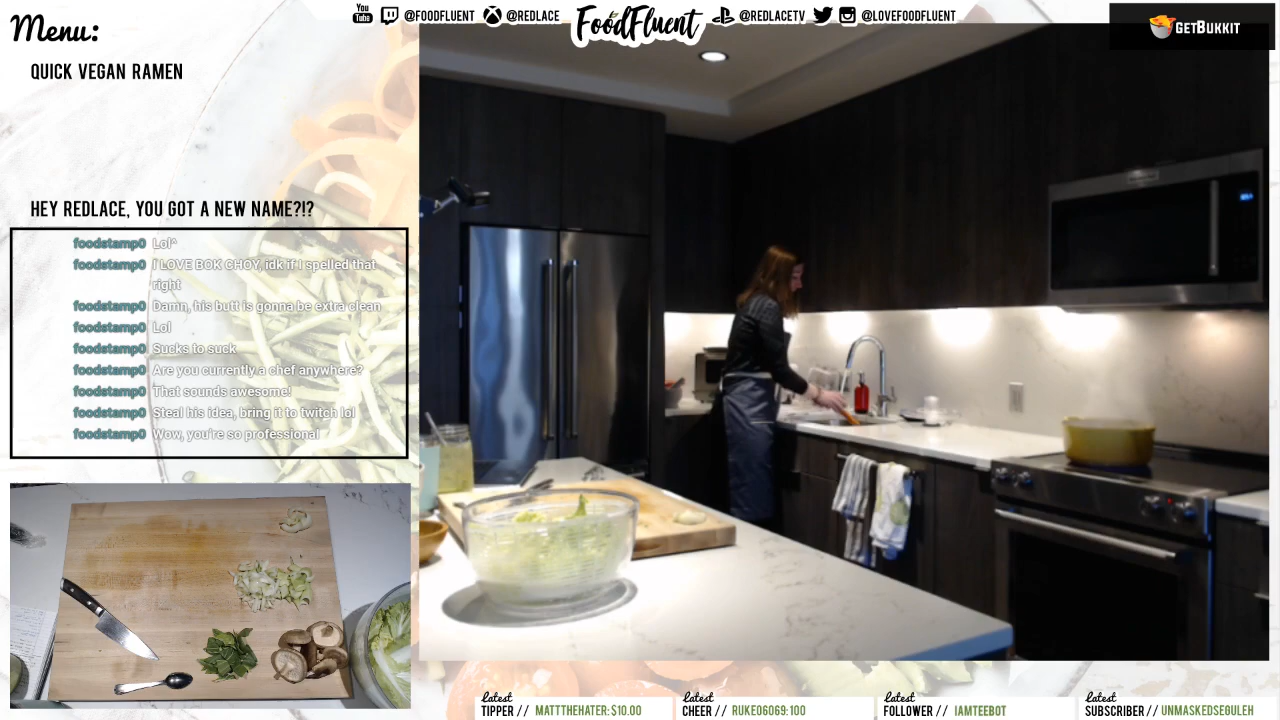 You
Tube
@FOODFLUENT
@REDLACE
FoodFluent
@REDLACETV
@LOVEFOODFLUENT
GETBUKKIT
Menu:
QUICK VEGAN RAMEN
HEY REDLACE, YOU GOT A NEW NAME?!?
foodstamp0 Lol^
foodstamp0 I LOVE BOK CHOY, idk if I spelled that
right
foodstamp0 Damn, his butt is gonna be extra clean
foodstamp0 Lol
foodstamp0 Sucks to suck
foodstamp0 Are you currently a chef anywhere?
foodstamp0 That sounds awesome!
foodstamp0 Steal his idea, bring it to twitch lol
foodstamp0 Wow, you're so professional
latest
TIPPER // MATTTHEHATER: $10.00
latest
CHEER // RUKE06069: 100
latest
FOLLOWER // IAMTEEBOT
latest
SUBSCRIBER // UNMASKEDSEGULEH